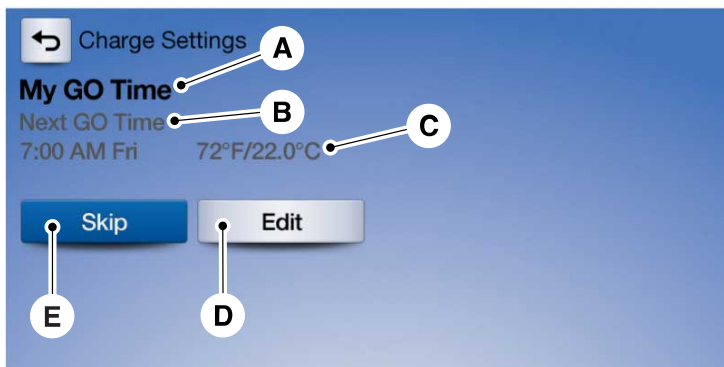 Charge Settings
A
My GO Time
B
Next GO Time
C
7:00 AM Fri 72°F/22.0°C
Skip Edit
E D